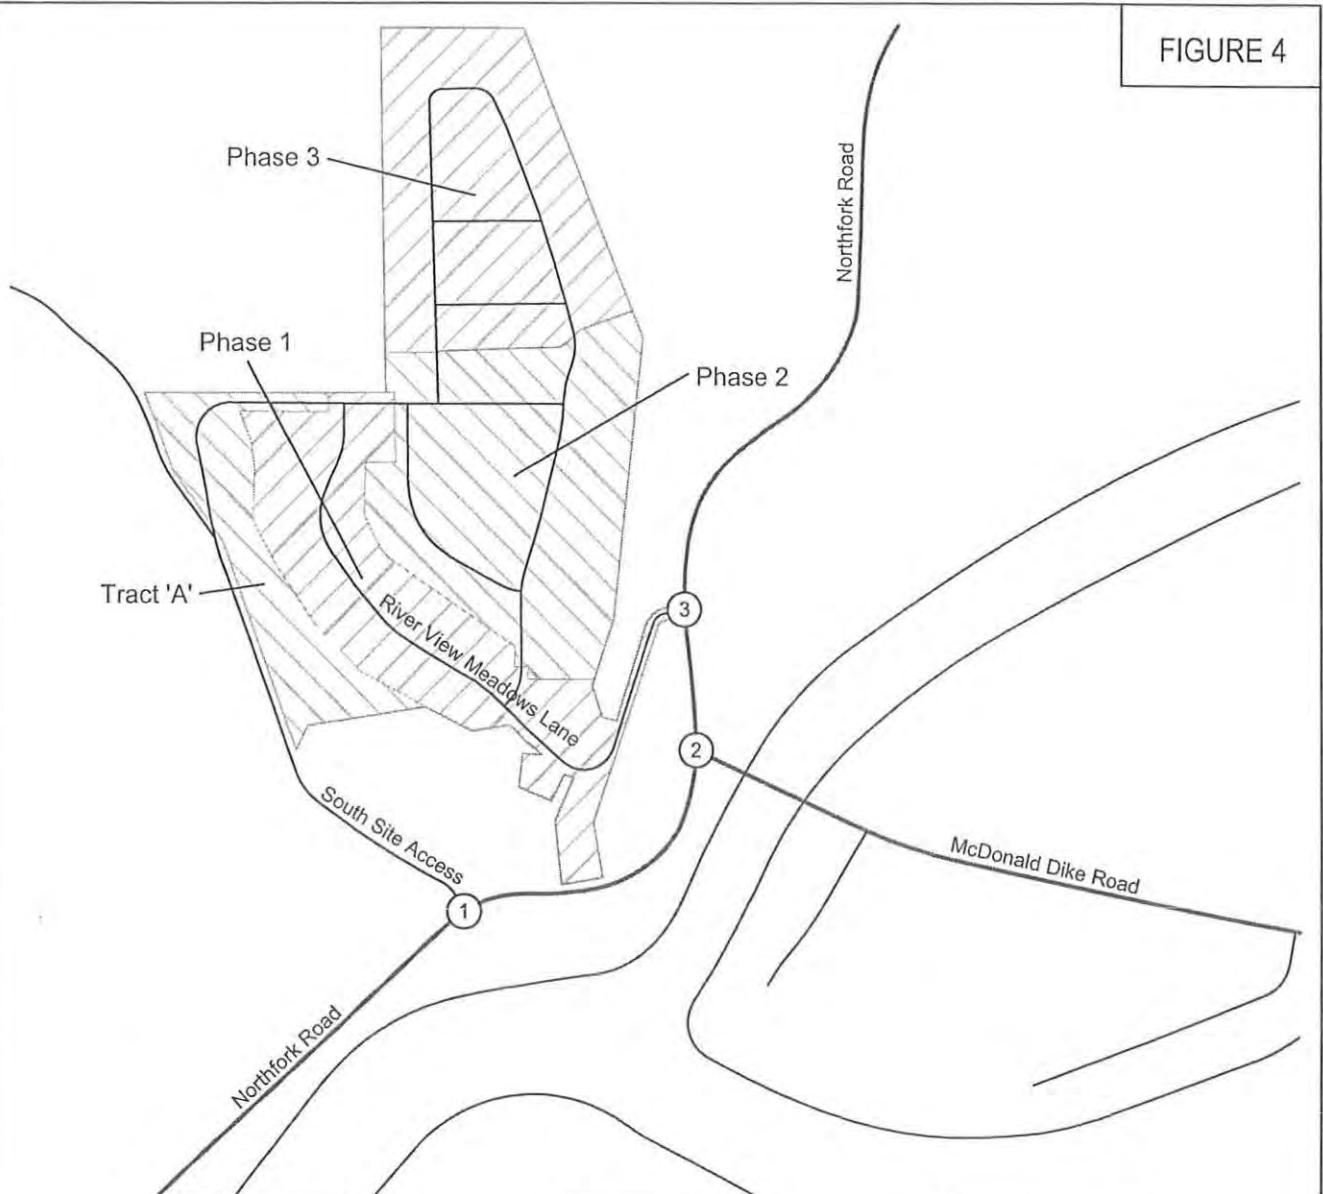 FIGURE 4
Phase 3
Northfork Road
Phase 1
Phase 2
Tract 'A'
River View Meadows Lane
3
2
South Site Access
McDonald Dike Road
1
Northfork Road